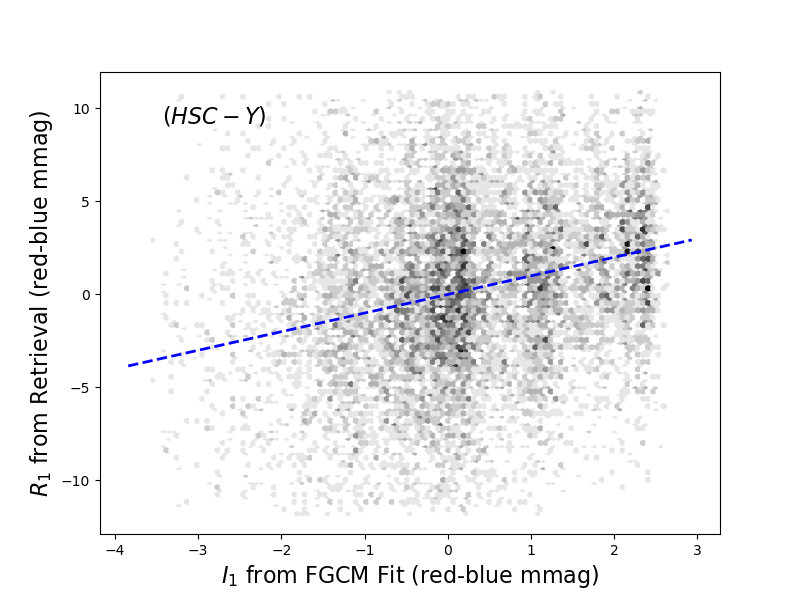 (HSC − Y)
10
5
0
−5
−10
−4 −3 −2 −1 0 1 2 3
R₁ from Retrieval (red-blue mmag)
I₁ from FGCM Fit (red-blue mmag)